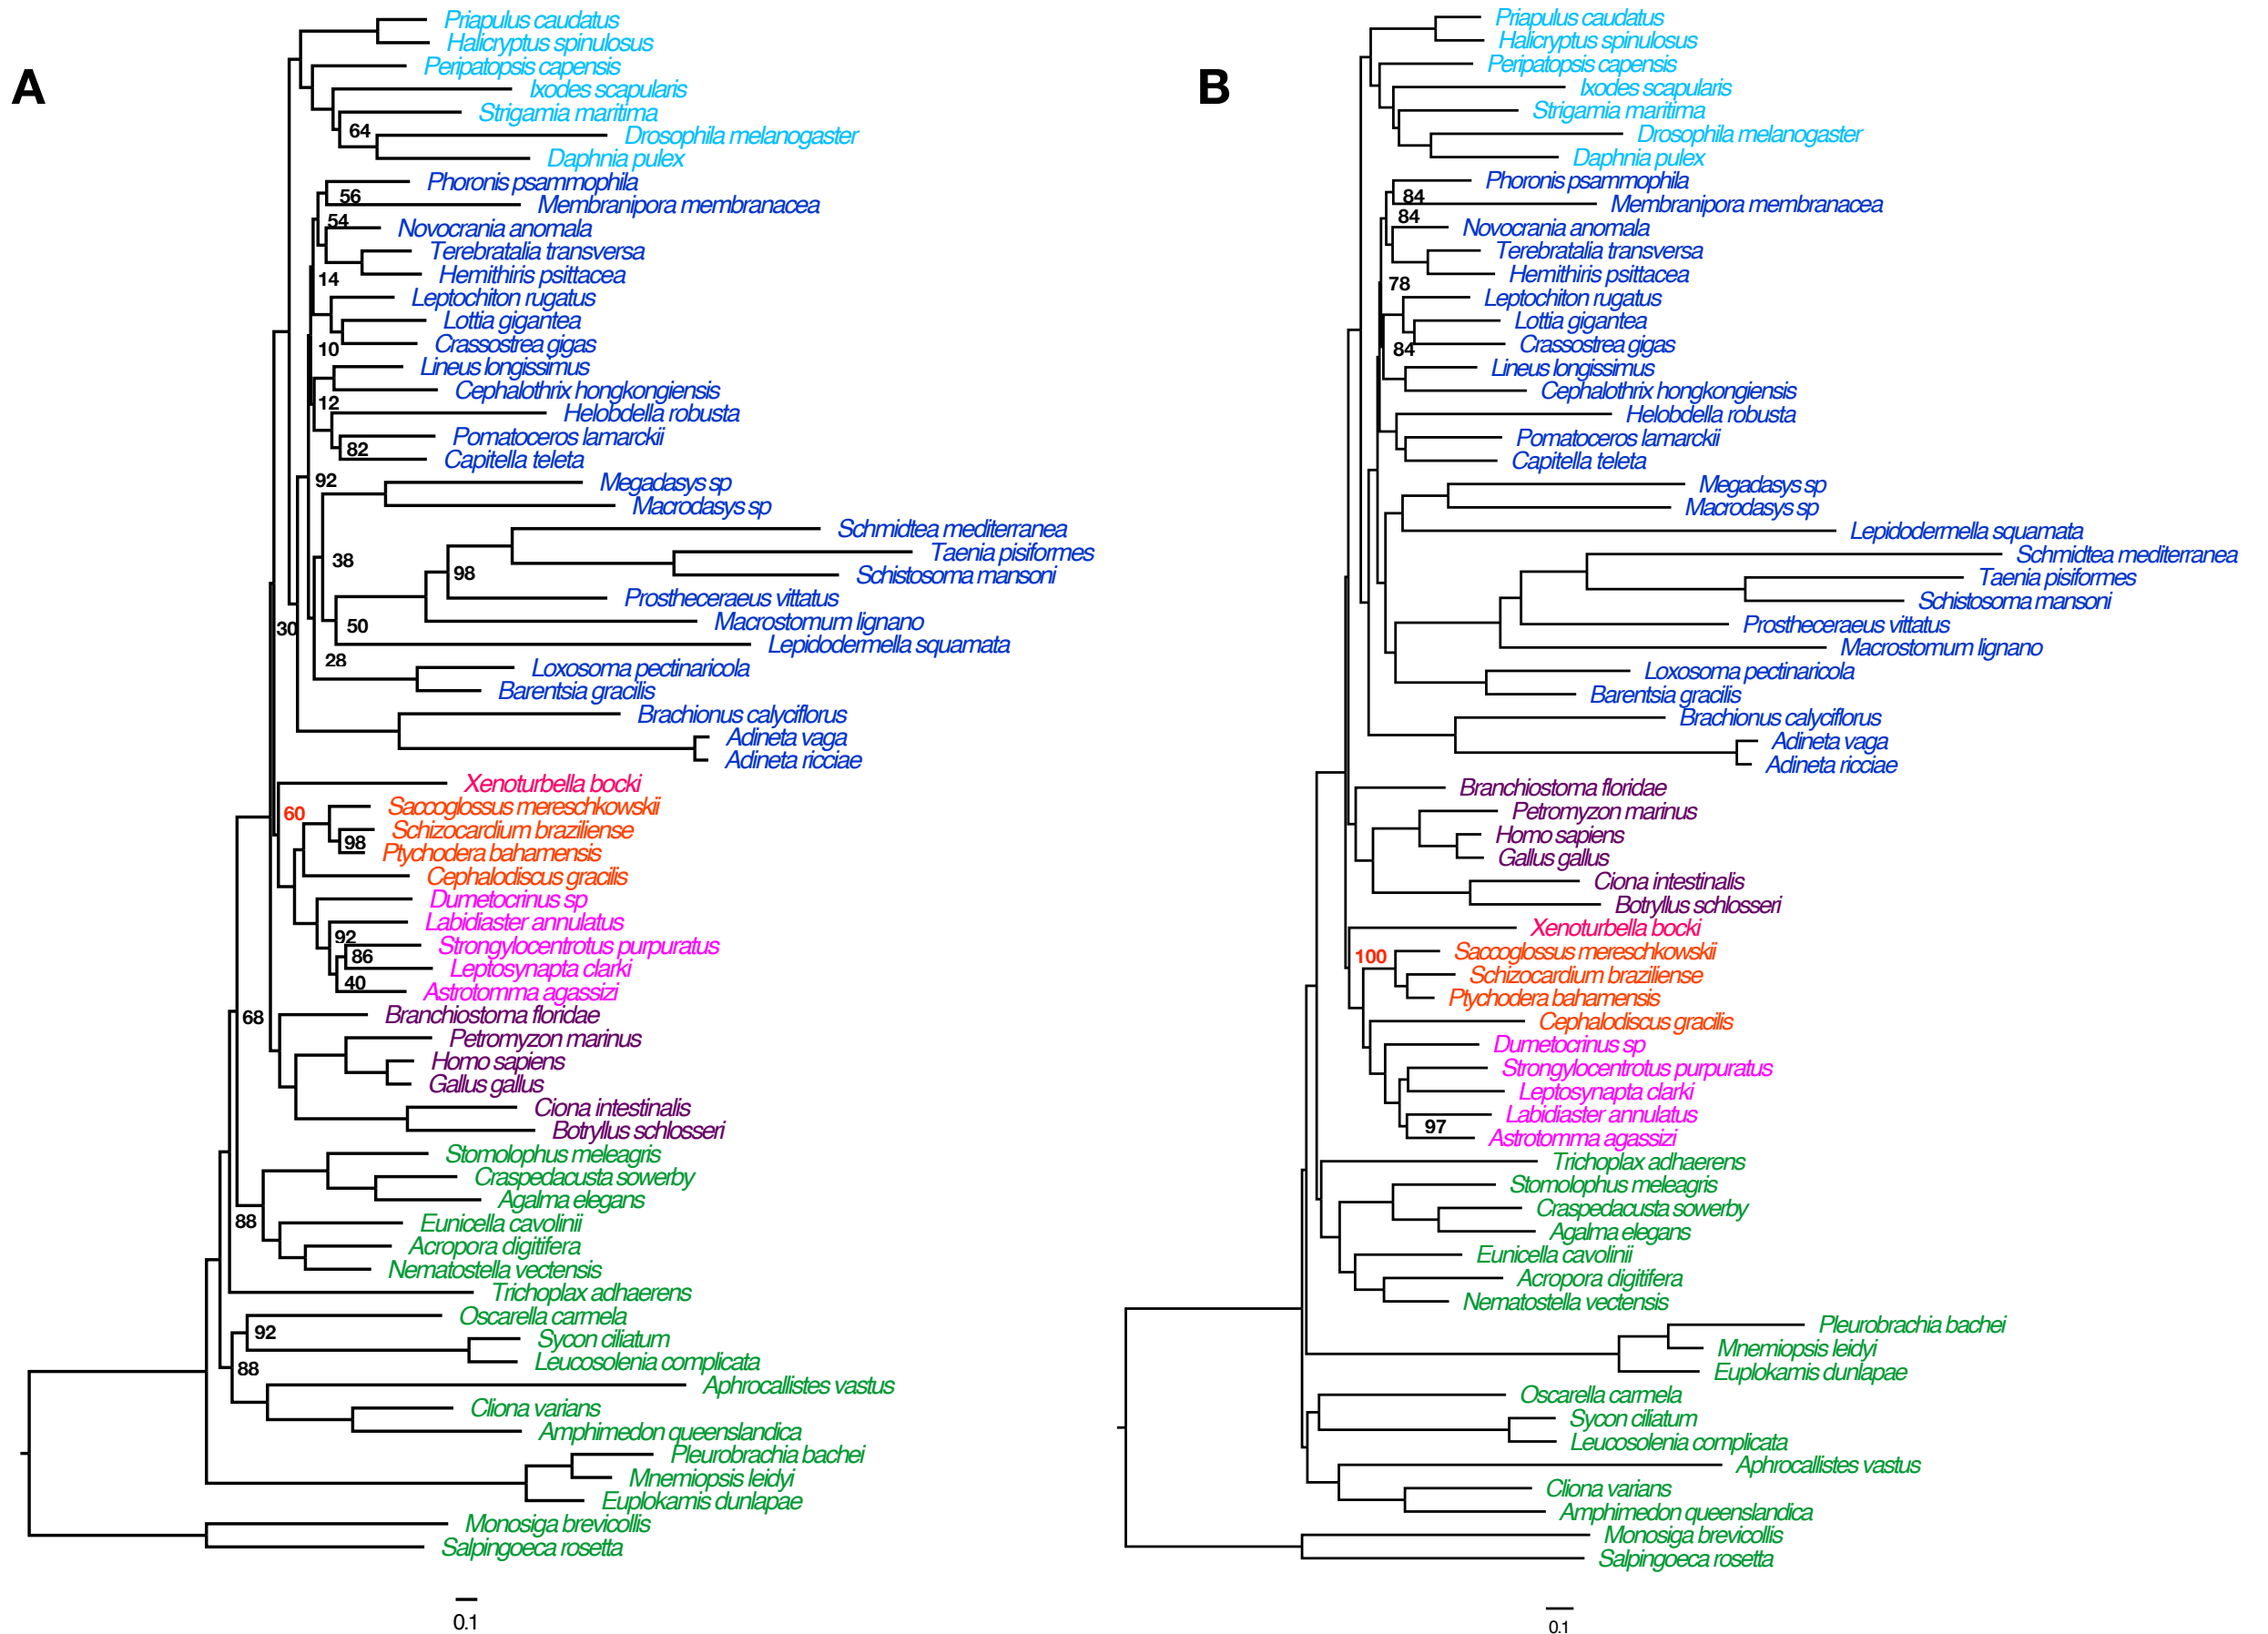 A
Priapulus caudatus
Halicryptus spinulosus
Peripatopsis capensis
Ixodes scapularis
Strigamia maritima
64
Drosophila melanogaster
Daphnia pulex
Phoronis psammophila
56
Membranipora membranacea
54
Novocrania anomala
Terebratalia transversa
Hemithiris psittacea
14
Leptochiton rugatus
Lottia gigantea
Crassostrea gigas
10
Lineus longissimus
Cephalothrix hongkongiensis
12
Helobdella robusta
Pomatoceros lamarckii
82
Capitella teleta
92
Megadasys sp
Macrodasys sp
Schmidtea mediterranea
38
Taenia pisiformes
98
Schistosoma mansoni
Prostheceraeus vittatus
30
50
Macrostomum lignano
Lepidodermella squamata
28
Loxosoma pectinaricola
Barentsia gracilis
Brachionus calyciflorus
Adineta vaga
Adineta ricciae
Xenoturbella bocki
60
Saccoglossus mereschkowskii
Schizocardium braziliense
98
Ptychodera bahamensis
Cephalodiscus gracilis
Dumetocrinus sp
Labidiaster annulatus
92
Strongylocentrotus purpuratus
86
Leptosynapta clarki
40
Astrotomma agassizi
68
Branchiostoma floridae
Petromyzon marinus
Homo sapiens
Gallus gallus
Ciona intestinalis
Botryllus schlosseri
Stomolophus meleagris
Craspedacusta sowerby
Agalma elegans
88
Eunicella cavolinii
Acropora digitifera
Nematostella vectensis
Trichoplax adhaerens
Oscarella carmela
92
Sycon ciliatum
Leucosolenia complicata
88
Aphrocallistes vastus
Cliona varians
Amphimedon queenslandica
Pleurobrachia bachei
Mnemiopsis leidyi
Euplokamis dunlapae
Monosiga brevicollis
Salpingoeca rosetta
0.1
B
Priapulus caudatus
Halicryptus spinulosus
Peripatopsis capensis
Ixodes scapularis
Strigamia maritima
Drosophila melanogaster
Daphnia pulex
Phoronis psammophila
84
Membranipora membranacea
84
Novocrania anomala
Terebratalia transversa
Hemithiris psittacea
78
Leptochiton rugatus
Lottia gigantea
Crassostrea gigas
84
Lineus longissimus
Cephalothrix hongkongiensis
Helobdella robusta
Pomatoceros lamarckii
Capitella teleta
Megadasys sp
Macrodasys sp
Lepidodermella squamata
Schmidtea mediterranea
Taenia pisiformes
Schistosoma mansoni
Prostheceraeus vittatus
Macrostomum lignano
Loxosoma pectinaricola
Barentsia gracilis
Brachionus calyciflorus
Adineta vaga
Adineta ricciae
Branchiostoma floridae
Petromyzon marinus
Homo sapiens
Gallus gallus
Ciona intestinalis
Botryllus schlosseri
Xenoturbella bocki
100
Saccoglossus mereschkowskii
Schizocardium braziliense
Ptychodera bahamensis
Cephalodiscus gracilis
Dumetocrinus sp
Strongylocentrotus purpuratus
Leptosynapta clarki
Labidiaster annulatus
97
Astrotomma agassizi
Trichoplax adhaerens
Stomolophus meleagris
Craspedacusta sowerby
Agalma elegans
Eunicella cavolinii
Acropora digitifera
Nematostella vectensis
Pleurobrachia bachei
Mnemiopsis leidyi
Euplokamis dunlapae
Oscarella carmela
Sycon ciliatum
Leucosolenia complicata
Aphrocallistes vastus
Cliona varians
Amphimedon queenslandica
Monosiga brevicollis
Salpingoeca rosetta
0.1